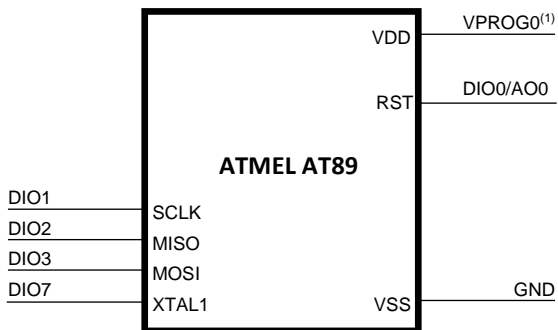 VDD VPROG0⁽¹⁾
RST DIO0/AO0
ATMEL AT89
DIO1 SCLK
DIO2 MISO
DIO3 MOSI
DIO7 XTAL1
VSS GND